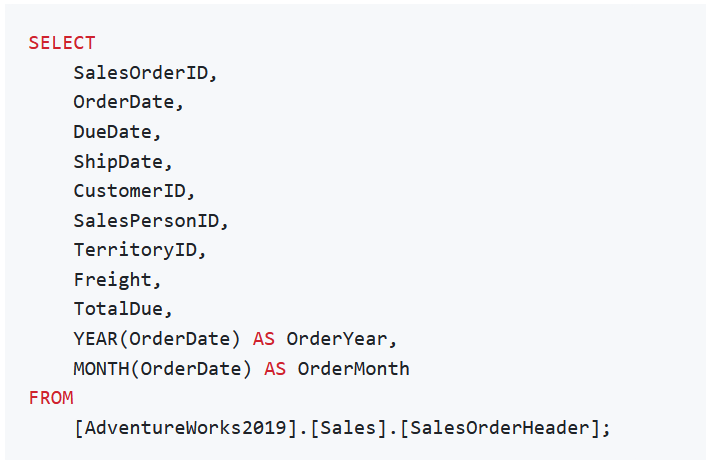 SELECT
    SalesOrderID,
    OrderDate,
    DueDate,
    ShipDate,
    CustomerID,
    SalesPersonID,
    TerritoryID,
    Freight,
    TotalDue,
    YEAR(OrderDate) AS OrderYear,
    MONTH(OrderDate) AS OrderMonth
FROM
    [AdventureWorks2019].[Sales].[SalesOrderHeader];